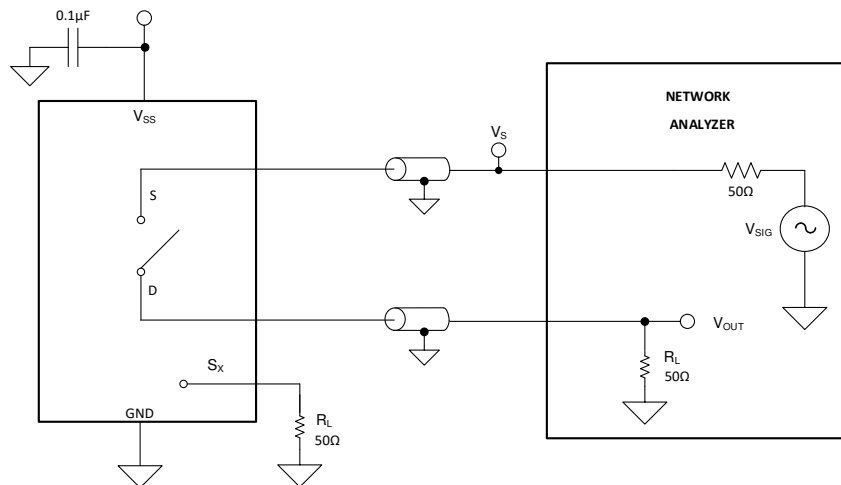 0.1µF
VSS
NETWORK
ANALYZER
VS
S
50Ω
VSIG
D
VOUT
SX
RL
50Ω
GND
RL
50Ω